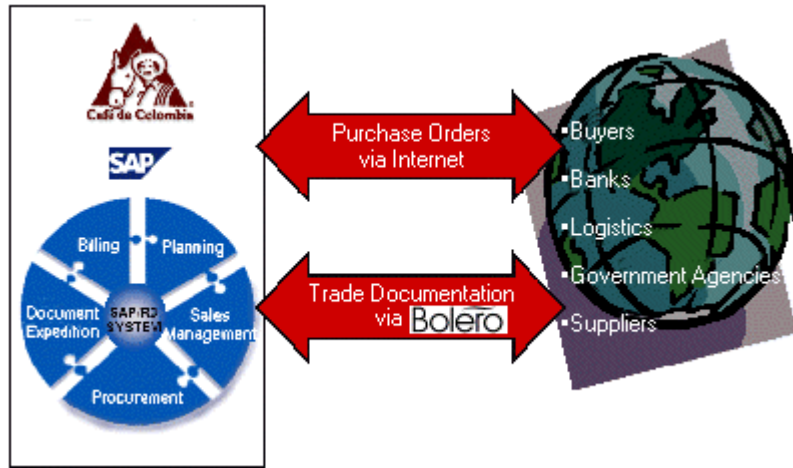 Café de Colombia
SAP
Billing
Planning
Document
Expedition
SAP/R3
SYSTEM
Sales
Management
Procurement
Purchase Orders
via Internet
Trade Documentation
via Bolero
▪Buyers
▪Banks
▪Logistics
▪Government Agencies
▪Suppliers